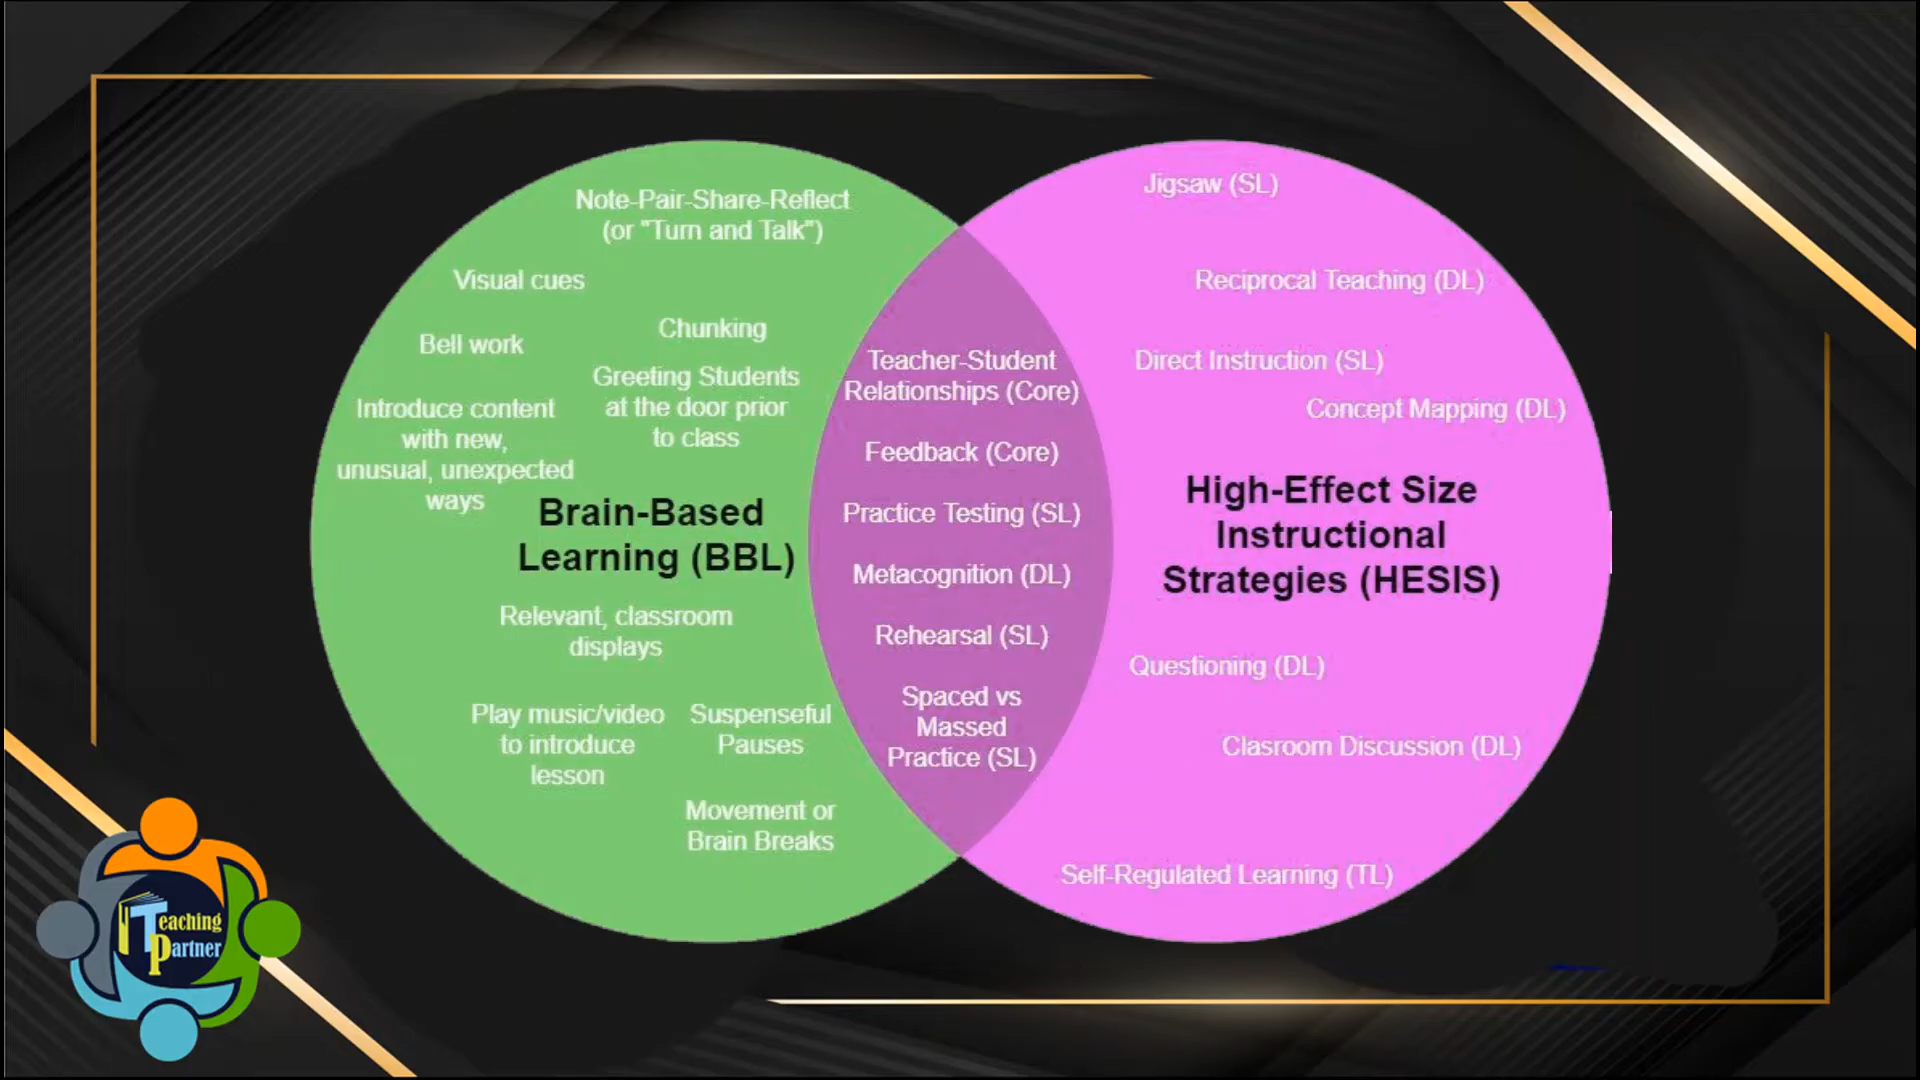 Note-Pair-Share-Reflect
(or "Turn and Talk")
Visual cues
Chunking
Bell work
Greeting Students
at the door prior
to class
Introduce content
with new,
unusual, unexpected
ways
Brain-Based
Learning (BBL)
Relevant, classroom
displays
Play music/video
to introduce
lesson
Suspenseful
Pauses
Movement or
Brain Breaks
Teacher-Student
Relationships (Core)
Feedback (Core)
Practice Testing (SL)
Metacognition (DL)
Rehearsal (SL)
Spaced vs
Massed
Practice (SL)
Jigsaw (SL)
Reciprocal Teaching (DL)
Direct Instruction (SL)
Concept Mapping (DL)
High-Effect Size
Instructional
Strategies (HESIS)
Questioning (DL)
Clasroom Discussion (DL)
Self-Regulated Learning (TL)
Teaching
Partner